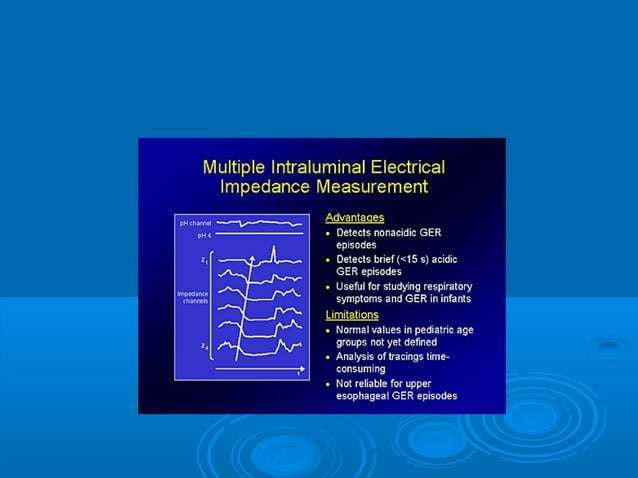 Multiple Intraluminal Electrical
Impedance Measurement
pH channel
pH 4
Z1
Impedance
channels
Z4
t
Advantages
• Detects nonacidic GER
episodes
• Detects brief (<15 s) acidic
GER episodes
• Useful for studying respiratory
symptoms and GER in infants
Limitations
• Normal values in pediatric age
groups not yet defined
• Analysis of tracings time-
consuming
• Not reliable for upper
esophageal GER episodes